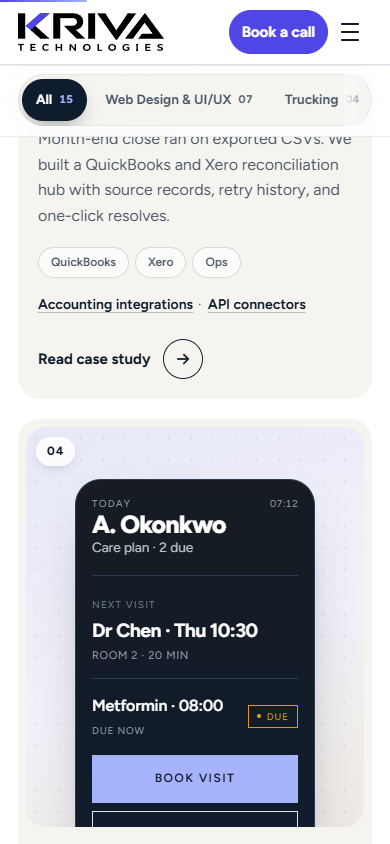 KRIVA
TECHNOLOGIES
Book a call
All 15 Web Design & UI/UX 07 Trucking 04
Month-end close ran on exported CSVs. We
built a QuickBooks and Xero reconciliation
hub with source records, retry history, and
one-click resolves.
QuickBooks Xero Ops
Accounting integrations · API connectors
Read case study
04
TODAY 07:12
A. Okonkwo
Care plan · 2 due
NEXT VISIT
Dr Chen · Thu 10:30
ROOM 2 · 20 MIN
Metformin · 08:00
DUE NOW
DUE
BOOK VISIT